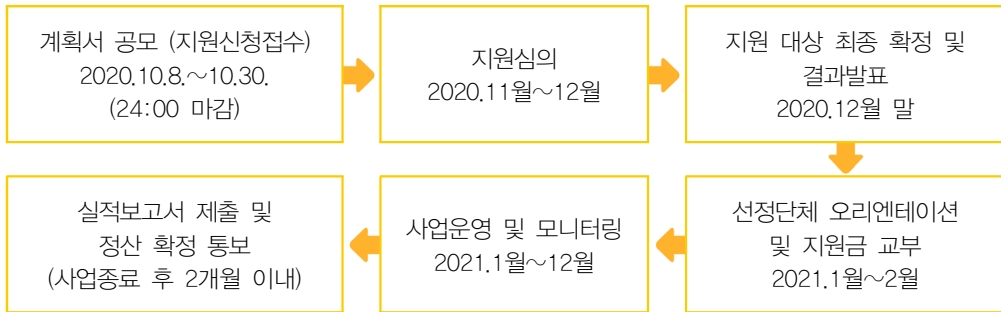 계획서 공모 (지원신청접수)
2020.10.8.~10.30.
(24:00 마감)
지원심의
2020.11월~12월
지원 대상 최종 확정 및
결과발표
2020.12월 말
선정단체 오리엔테이션
및 지원금 교부
2021.1월~2월
사업운영 및 모니터링
2021.1월~12월
실적보고서 제출 및
정산 확정 통보
(사업종료 후 2개월 이내)